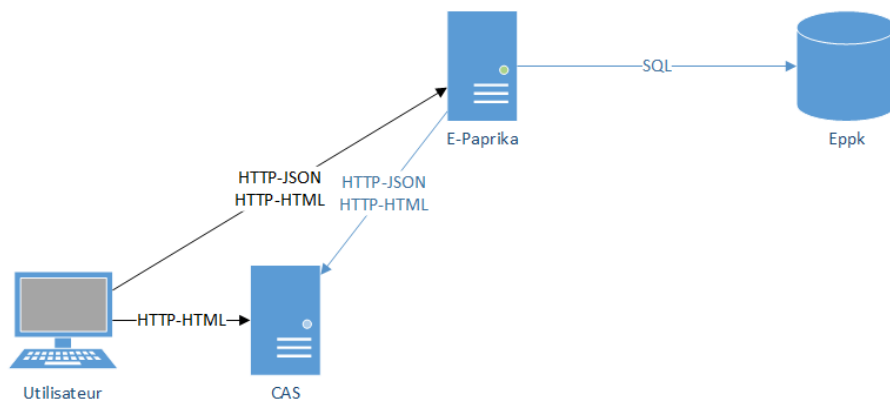 SQL
E-Paprika
Eppk
HTTP-JSON
HTTP-HTML
HTTP-JSON
HTTP-HTML
HTTP-HTML
Utilisateur
CAS